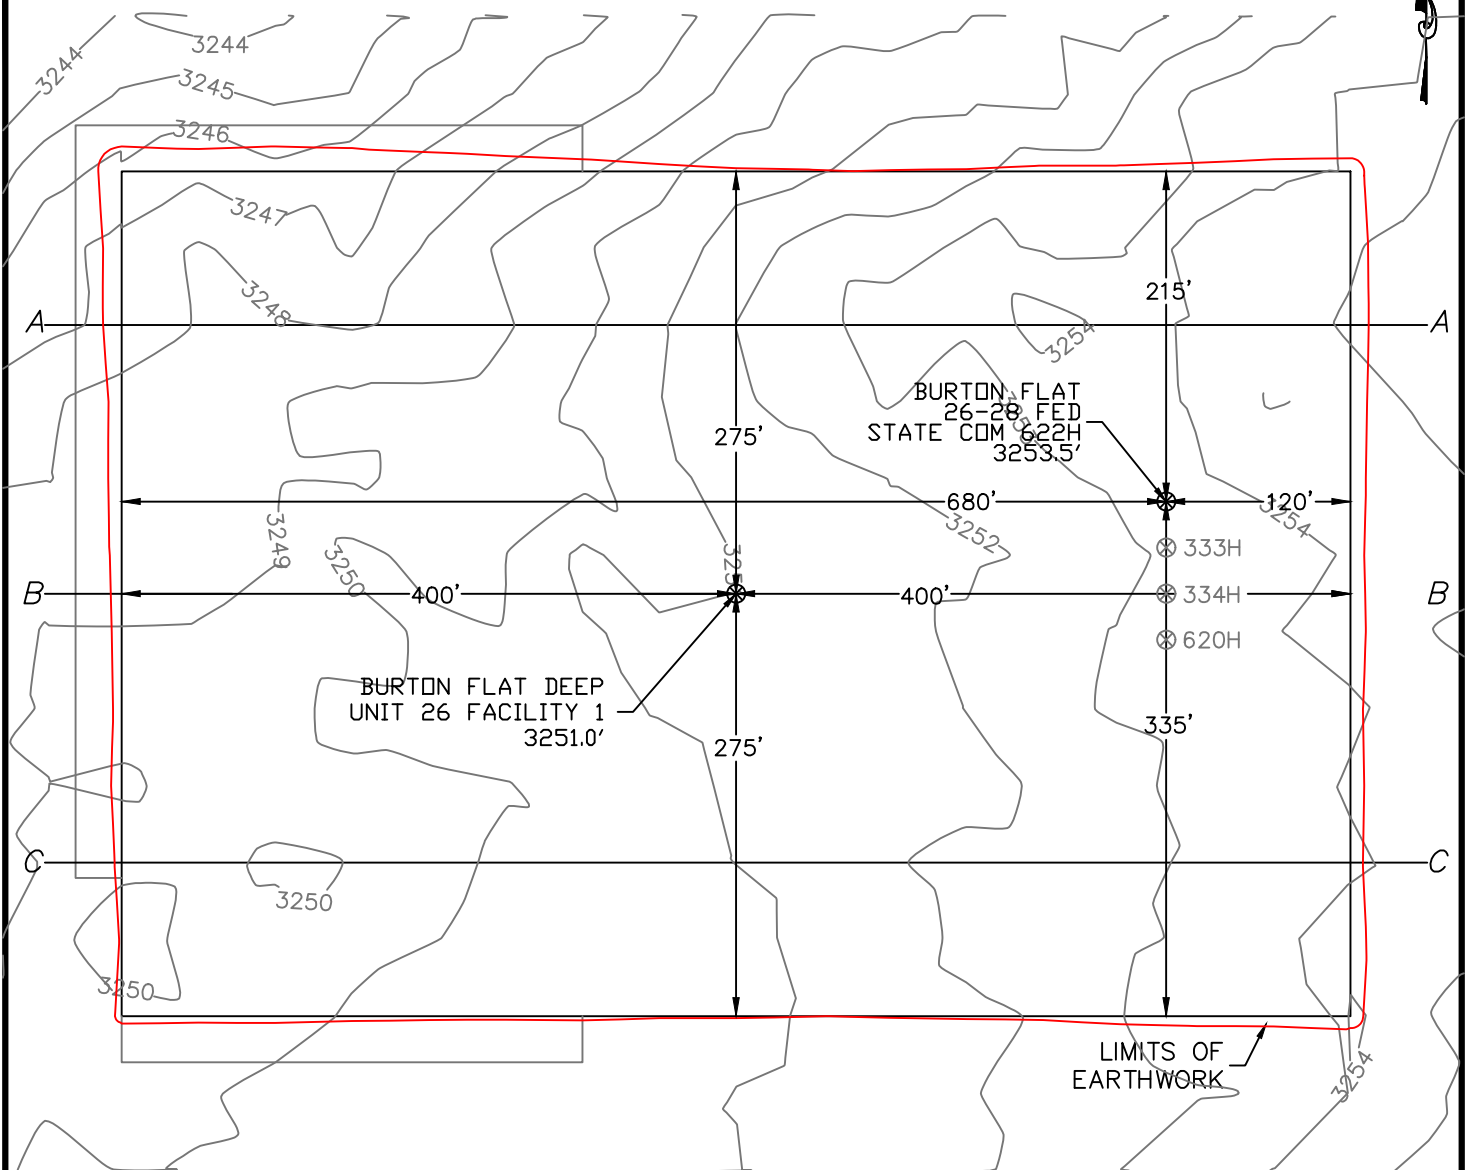 3244
3244
3245
3246
3247
3248
A
A
215'
3254
BURTON FLAT
26-28 FED
STATE COM 622H
3253.5'
3253
275'
680'
120'
3249
3250
3252
3254
333H
B
400'
400'
334H
B
620H
BURTON FLAT DEEP
UNIT 26 FACILITY 1
3251.0'
275'
335'
C
C
3250
3250
LIMITS OF
EARTHWORK
3254